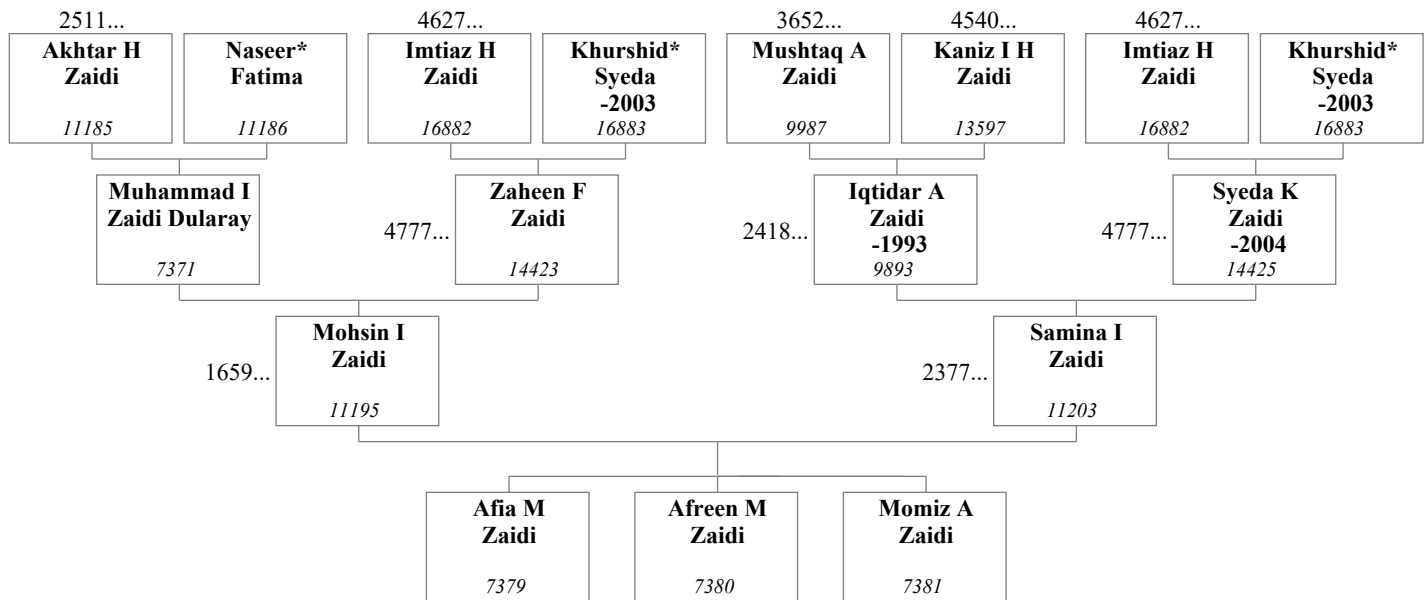 2511...
4627...
3652...
4540...
4627...
Akhtar H
Zaidi
11185
Naseer*
Fatima
11186
Imtiaz H
Zaidi
16882
Khurshid*
Syeda
-2003
16883
Mushtaq A
Zaidi
9987
Kaniz I H
Zaidi
13597
Imtiaz H
Zaidi
16882
Khurshid*
Syeda
-2003
16883
Muhammad I
Zaidi Dularay
7371
4777...
Zaheen F
Zaidi
14423
2418...
Iqtidar A
Zaidi
-1993
9893
4777...
Syeda K
Zaidi
-2004
14425
1659...
Mohsin I
Zaidi
11195
2377...
Samina I
Zaidi
11203
Afia M
Zaidi
7379
Afreen M
Zaidi
7380
Momiz A
Zaidi
7381